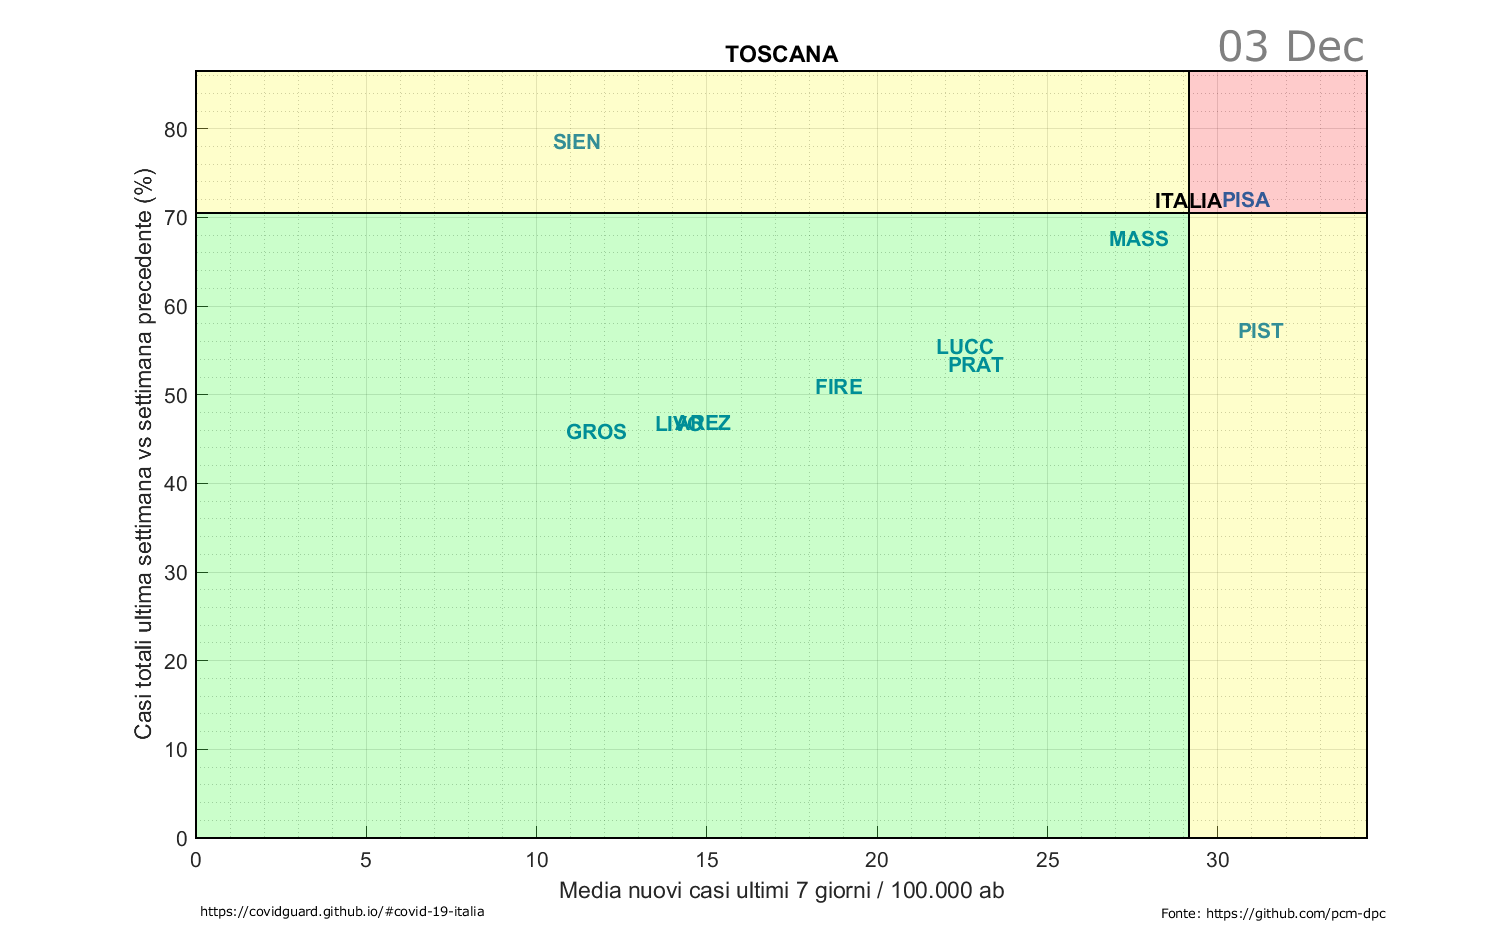 03 Dec
TOSCANA
Casi totali ultima settimana vs settimana precedente (%)
80
70
60
50
40
30
20
10
0
SIEN
ITALIA
PISA
MASS
PIST
LUCC
PRAT
FIRE
LIVO
AREZ
GROS
0 5 10 15 20 25 30
Media nuovi casi ultimi 7 giorni / 100.000 ab
https://covidguard.github.io/#covid-19-italia
Fonte: https://github.com/pcm-dpc